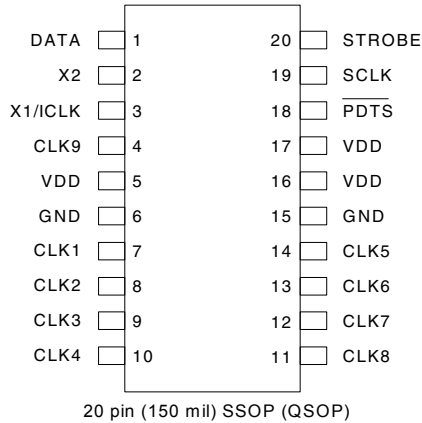 DATA 1 20 STROBE
X2 2 19 SCLK
X1/ICLK 3 18 PDTS
CLK9 4 17 VDD
VDD 5 16 VDD
GND 6 15 GND
CLK1 7 14 CLK5
CLK2 8 13 CLK6
CLK3 9 12 CLK7
CLK4 10 11 CLK8
20 pin (150 mil) SSOP (QSOP)